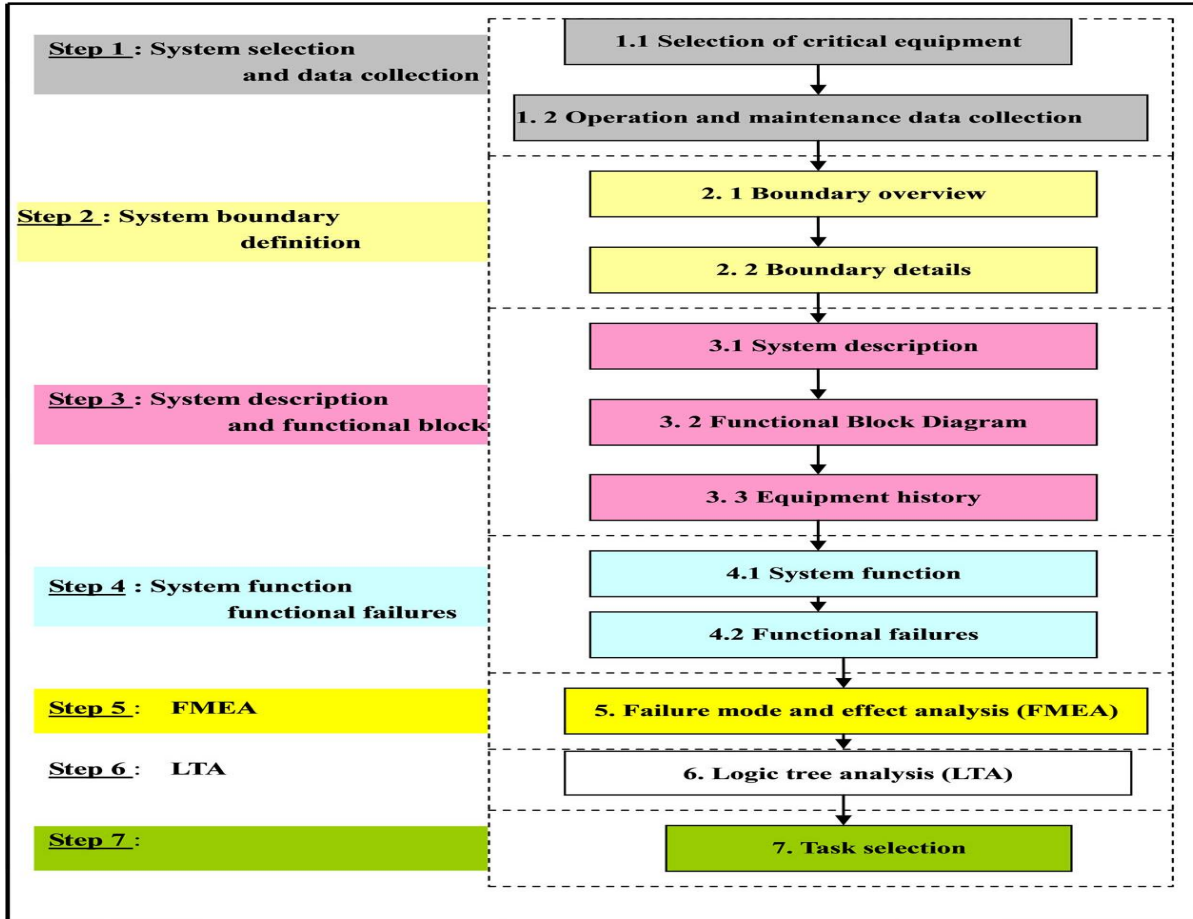 Step 1 : System selection
and data collection
1.1 Selection of critical equipment
1. 2 Operation and maintenance data collection
Step 2 : System boundary
definition
2. 1 Boundary overview
2. 2 Boundary details
Step 3 : System description
and functional block
3.1 System description
3. 2 Functional Block Diagram
3. 3 Equipment history
Step 4 : System function
functional failures
4.1 System function
4.2 Functional failures
Step 5 : FMEA
5. Failure mode and effect analysis (FMEA)
Step 6 : LTA
6. Logic tree analysis (LTA)
Step 7 :
7. Task selection